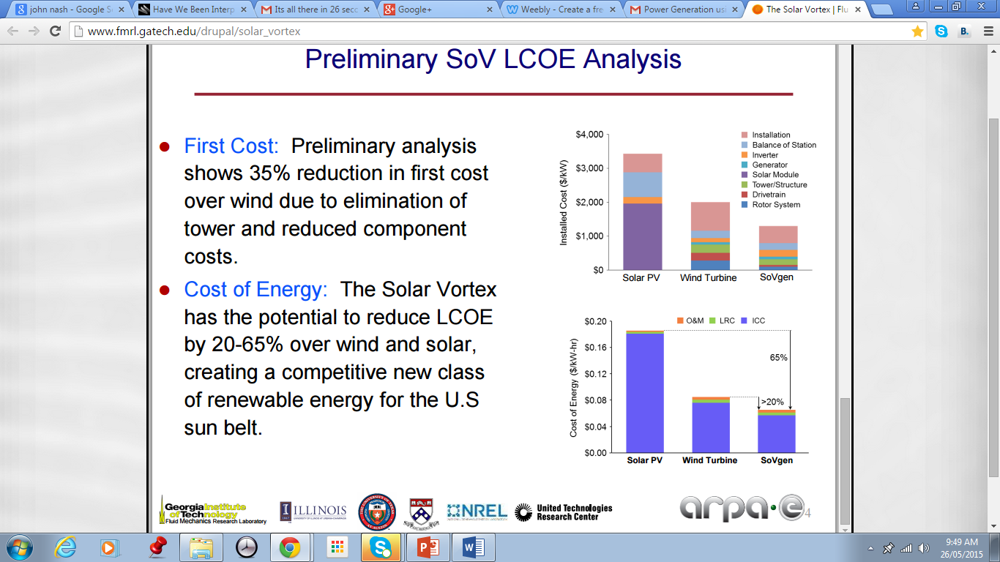 john nash - Google S
Have We Been Interp
Its all there in 26 secc
Google+
Weebly - Create a fre
Power Generation usi
The Solar Vortex | Flu
www.fmrl.gatech.edu/drupal/solar_vortex
Preliminary SoV LCOE Analysis
First Cost: Preliminary analysis
shows 35% reduction in first cost
over wind due to elimination of
tower and reduced component
costs.
Cost of Energy: The Solar Vortex
has the potential to reduce LCOE
by 20-65% over wind and solar,
creating a competitive new class
of renewable energy for the U.S
sun belt.
Installed Cost ($/kW)
$4,000
$3,000
$2,000
$1,000
$0
Installation
Balance of Station
Inverter
Generator
Solar Module
Tower/Structure
Drivetrain
Rotor System
Solar PV
Wind Turbine
SoVgen
Cost of Energy ($/kW-hr)
$0.20
$0.16
$0.12
$0.08
$0.04
$0.00
O&M
LRC
ICC
65%
>20%
Solar PV
Wind Turbine
SoVgen
Georgia Institute
of Technology
Fluid Mechanics Research Laboratory
ILLINOIS
NREL
United Technologies
Research Center
arpa·e
4
9:49 AM
26/05/2015